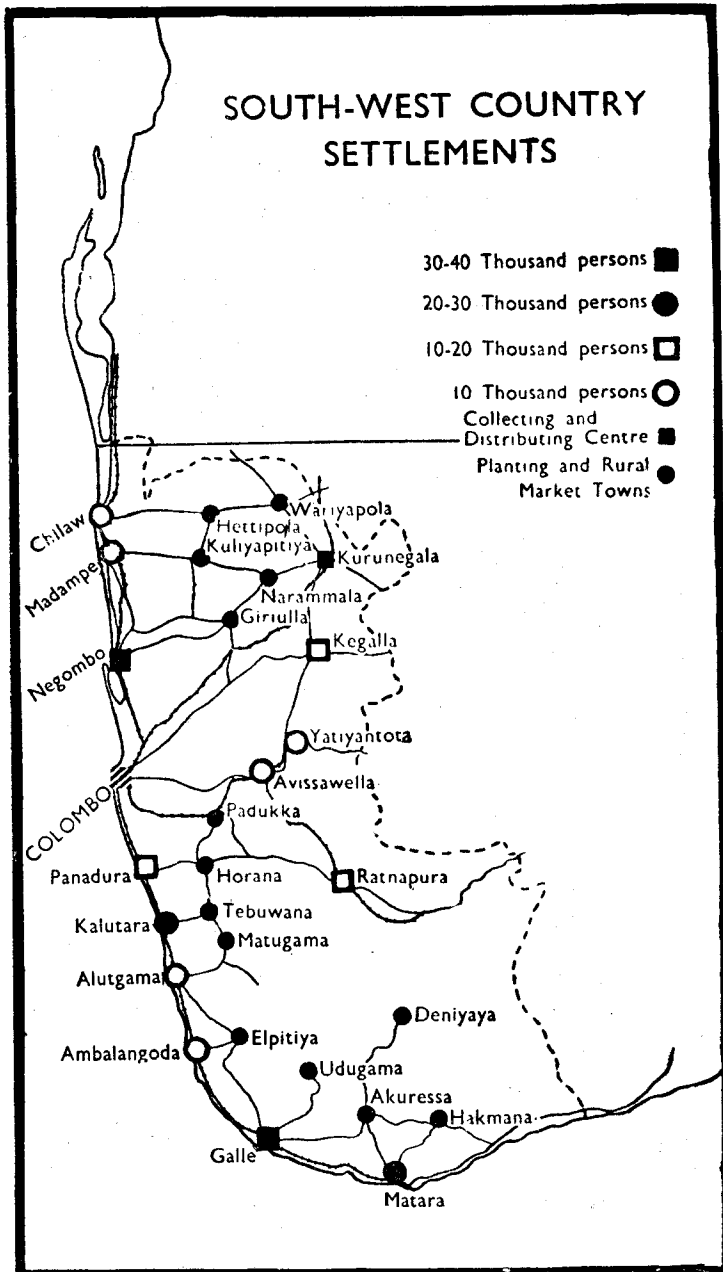 SOUTH-WEST COUNTRY
SETTLEMENTS
30-40 Thousand persons
20-30 Thousand persons
10-20 Thousand persons
10 Thousand persons
Collecting and
Distributing Centre
Planting and Rural
Market Towns
Chilaw
Wariyapola
Hettipola
Kuliyapitiya
Kurunegala
Madampe
Narammala
Giriulla
Kegalla
Negombo
Yatiyantota
Avissawella
COLOMBO
Padukka
Panadura
Horana
Ratnapura
Kalutara
Tebuwana
Matugama
Alutgama
Deniyaya
Ambalangoda
Elpitiya
Udugama
Akuressa
Hakmana
Galle
Matara